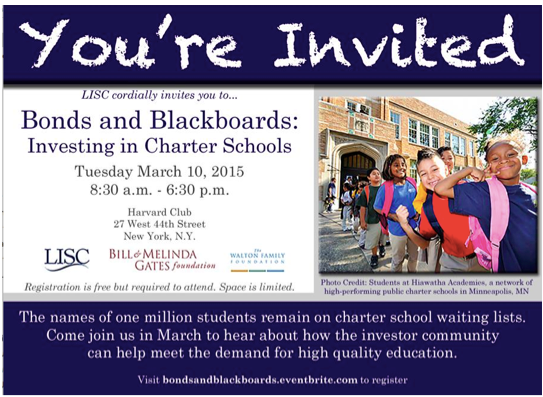 You're Invited
LISC cordially invites you to...
Bonds and Blackboards:
Investing in Charter Schools
Tuesday March 10, 2015
8:30 a.m. - 6:30 p.m.
Harvard Club
27 West 44th Street
New York, N.Y.
LISC
BILL & MELINDA
GATES foundation
The
WALTON FAMILY
FOUNDATION
Registration is free but required to attend. Space is limited.
Photo Credit: Students at Hiawatha Academies, a network of
high-performing public charter schools in Minneapolis, MN
The names of one million students remain on charter school waiting lists.
Come join us in March to hear about how the investor community
can help meet the demand for high quality education.
Visit bondsandblackboards.eventbrite.com to register